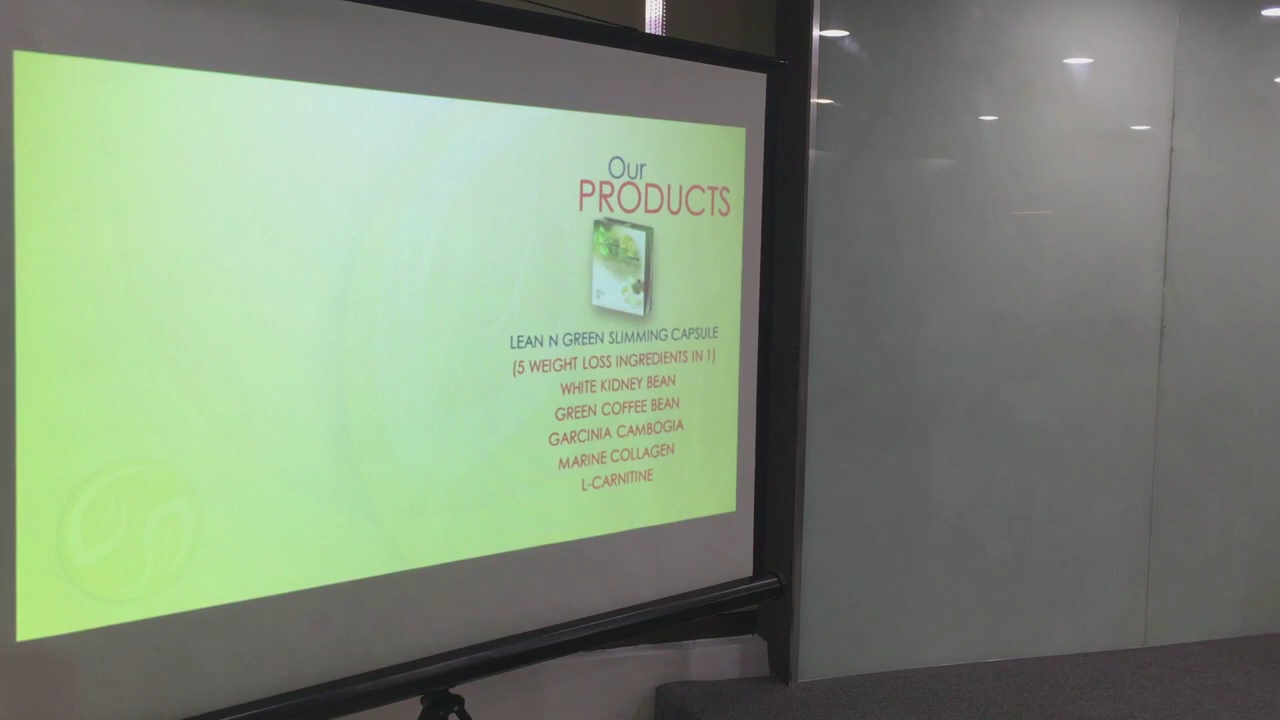 Our
PRODUCTS
LEAN N GREEN SLIMMING CAPSULE
(5 WEIGHT LOSS INGREDIENTS IN 1)
WHITE KIDNEY BEAN
GREEN COFFEE BEAN
GARCINIA CAMBOGIA
MARINE COLLAGEN
L-CARNITINE